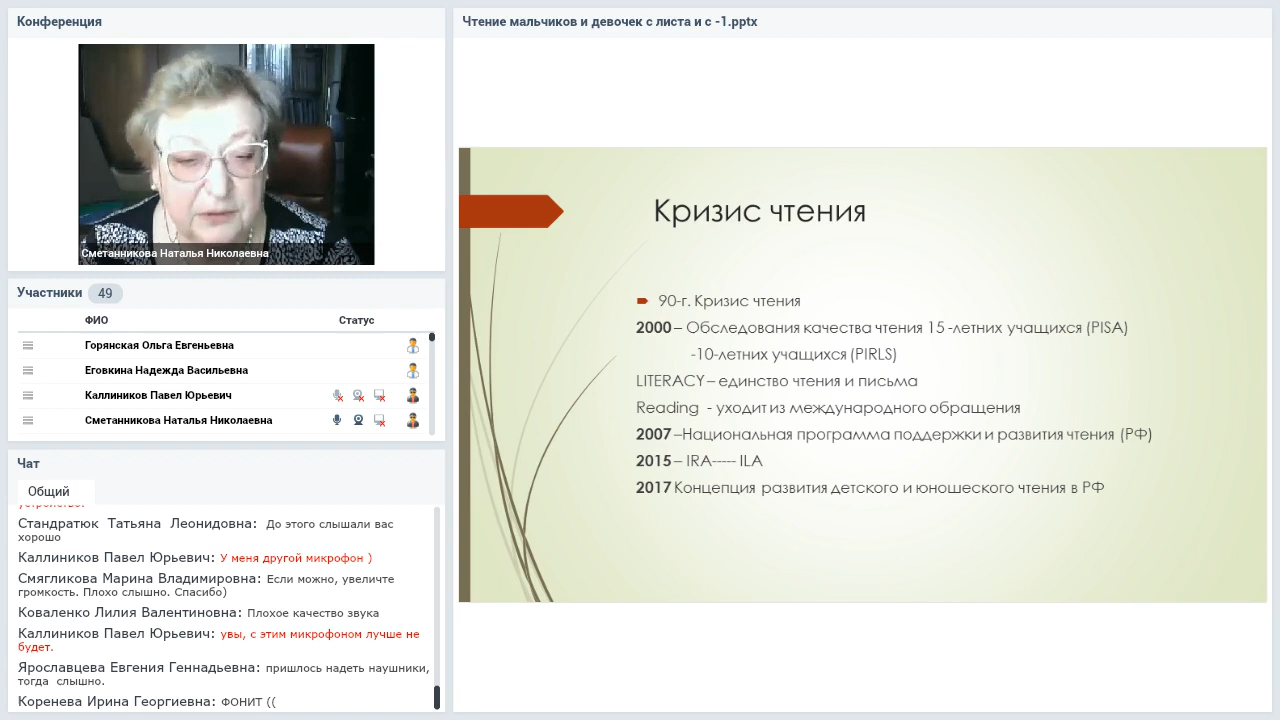 Конференция
Сметанникова Наталья Николаевна
Участники 49
ФИО Статус
Горянская Ольга Евгеньевна
Еговкина Надежда Васильевна
Каллиников Павел Юрьевич
Сметанникова Наталья Николаевна
Чат
Общий
Стандратюк Татьяна Леонидовна: До этого слышали вас
хорошо
Каллиников Павел Юрьевич: У меня другой микрофон )
Смягликова Марина Владимировна: Если можно, увеличте
громкость. Плохо слышно. Спасибо)
Коваленко Лилия Валентиновна: Плохое качество звука
Каллиников Павел Юрьевич: увы, с этим микрофоном лучше не
будет.
Ярославцева Евгения Геннадьевна: пришлось надеть наушники,
тогда слышно.
Коренева Ирина Георгиевна: ФОНИТ ((
Чтение мальчиков и девочек с листа и с -1.pptx
Кризис чтения
90-г. Кризис чтения
2000 – Обследования качества чтения 15 -летних учащихся (PISA)
-10-летних учащихся (PIRLS)
LITERACY – единство чтения и письма
Reading - уходит из международного обращения
2007 –Национальная программа поддержки и развития чтения (РФ)
2015 – IRA----- ILA
2017 Концепция развития детского и юношеского чтения в РФ